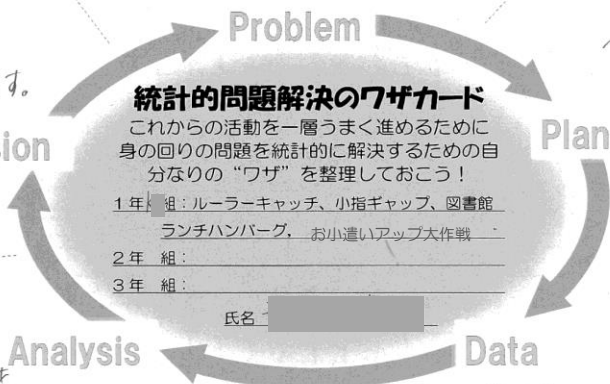 Problem
す。
統計的問題解決のワザカード
これからの活動を一層うまく進めるために
身の回りの問題を統計的に解決するための自
分なりの“ワザ”を整理しておこう！
sion
Plan
1年 組：ルーラーキャッチ、小指ギャップ、図書館
ランチハンバーグ， お小遣いアップ大作戦
2年 組：
3年 組：
氏名
Analysis
Data